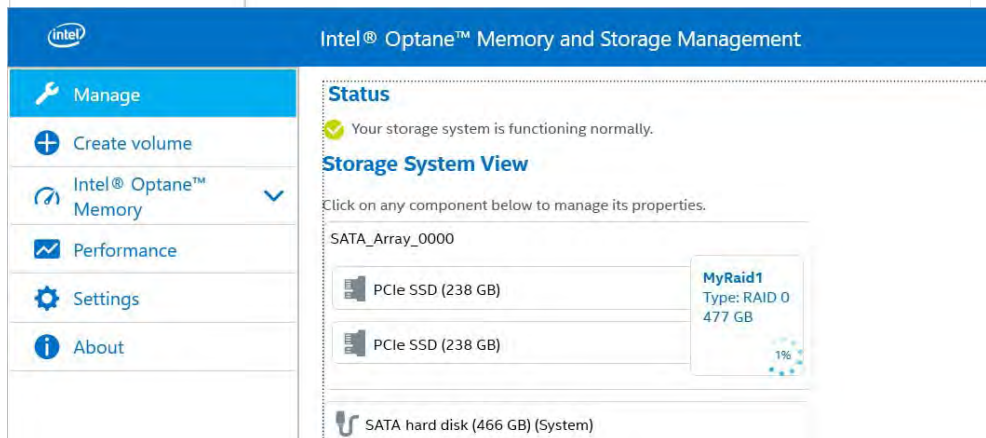 intel
Intel® Optane™ Memory and Storage Management
Manage
Create volume
Intel® Optane™
Memory
Performance
Settings
About
Status
Your storage system is functioning normally.
Storage System View
Click on any component below to manage its properties.
SATA_Array_0000
PCIe SSD (238 GB)
PCIe SSD (238 GB)
MyRaid1
Type: RAID 0
477 GB
1%
SATA hard disk (466 GB) (System)